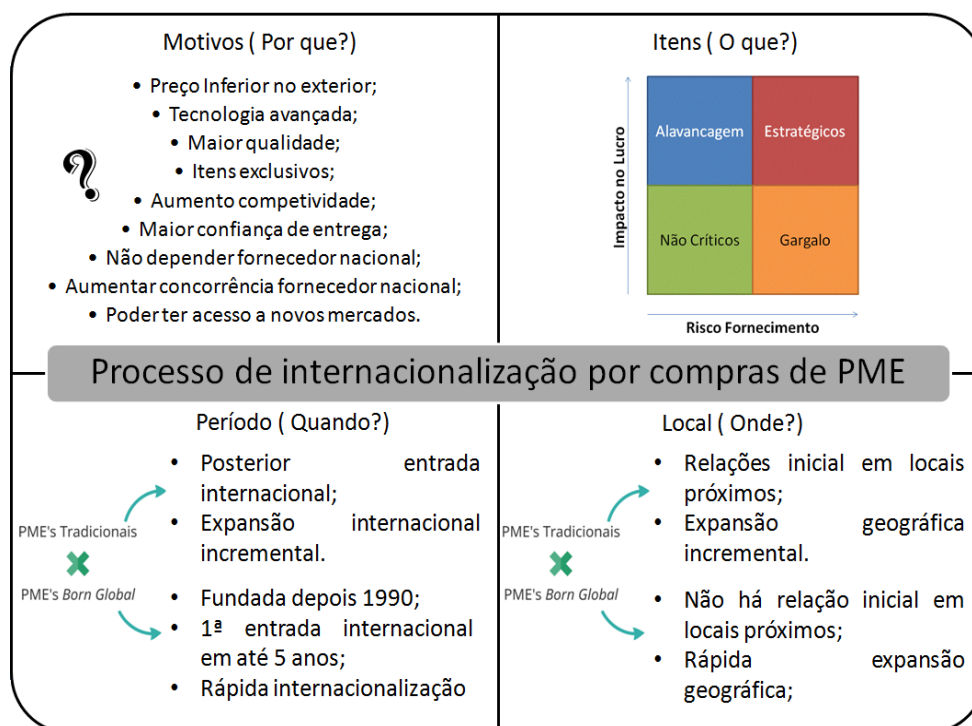 Motivos ( Por que?)
• Preço Inferior no exterior;
• Tecnologia avançada;
• Maior qualidade;
• Itens exclusivos;
• Aumento competividade;
• Maior confiança de entrega;
• Não depender fornecedor nacional;
• Aumentar concorrência fornecedor nacional;
• Poder ter acesso a novos mercados.
Itens ( O que?)
Impacto no Lucro
Alavancagem
Estratégicos
Não Críticos
Gargalo
Risco Fornecimento
Processo de internacionalização por compras de PME
Período ( Quando?)
PME's Tradicionais
PME's Born Global
• Posterior entrada
internacional;
• Expansão internacional
incremental.
• Fundada depois 1990;
• 1ª entrada internacional
em até 5 anos;
• Rápida internacionalização
Local ( Onde?)
PME's Tradicionais
PME's Born Global
• Relações inicial em locais
próximos;
• Expansão geográfica
incremental.
• Não há relação inicial em
locais próximos;
• Rápida expansão
geográfica;